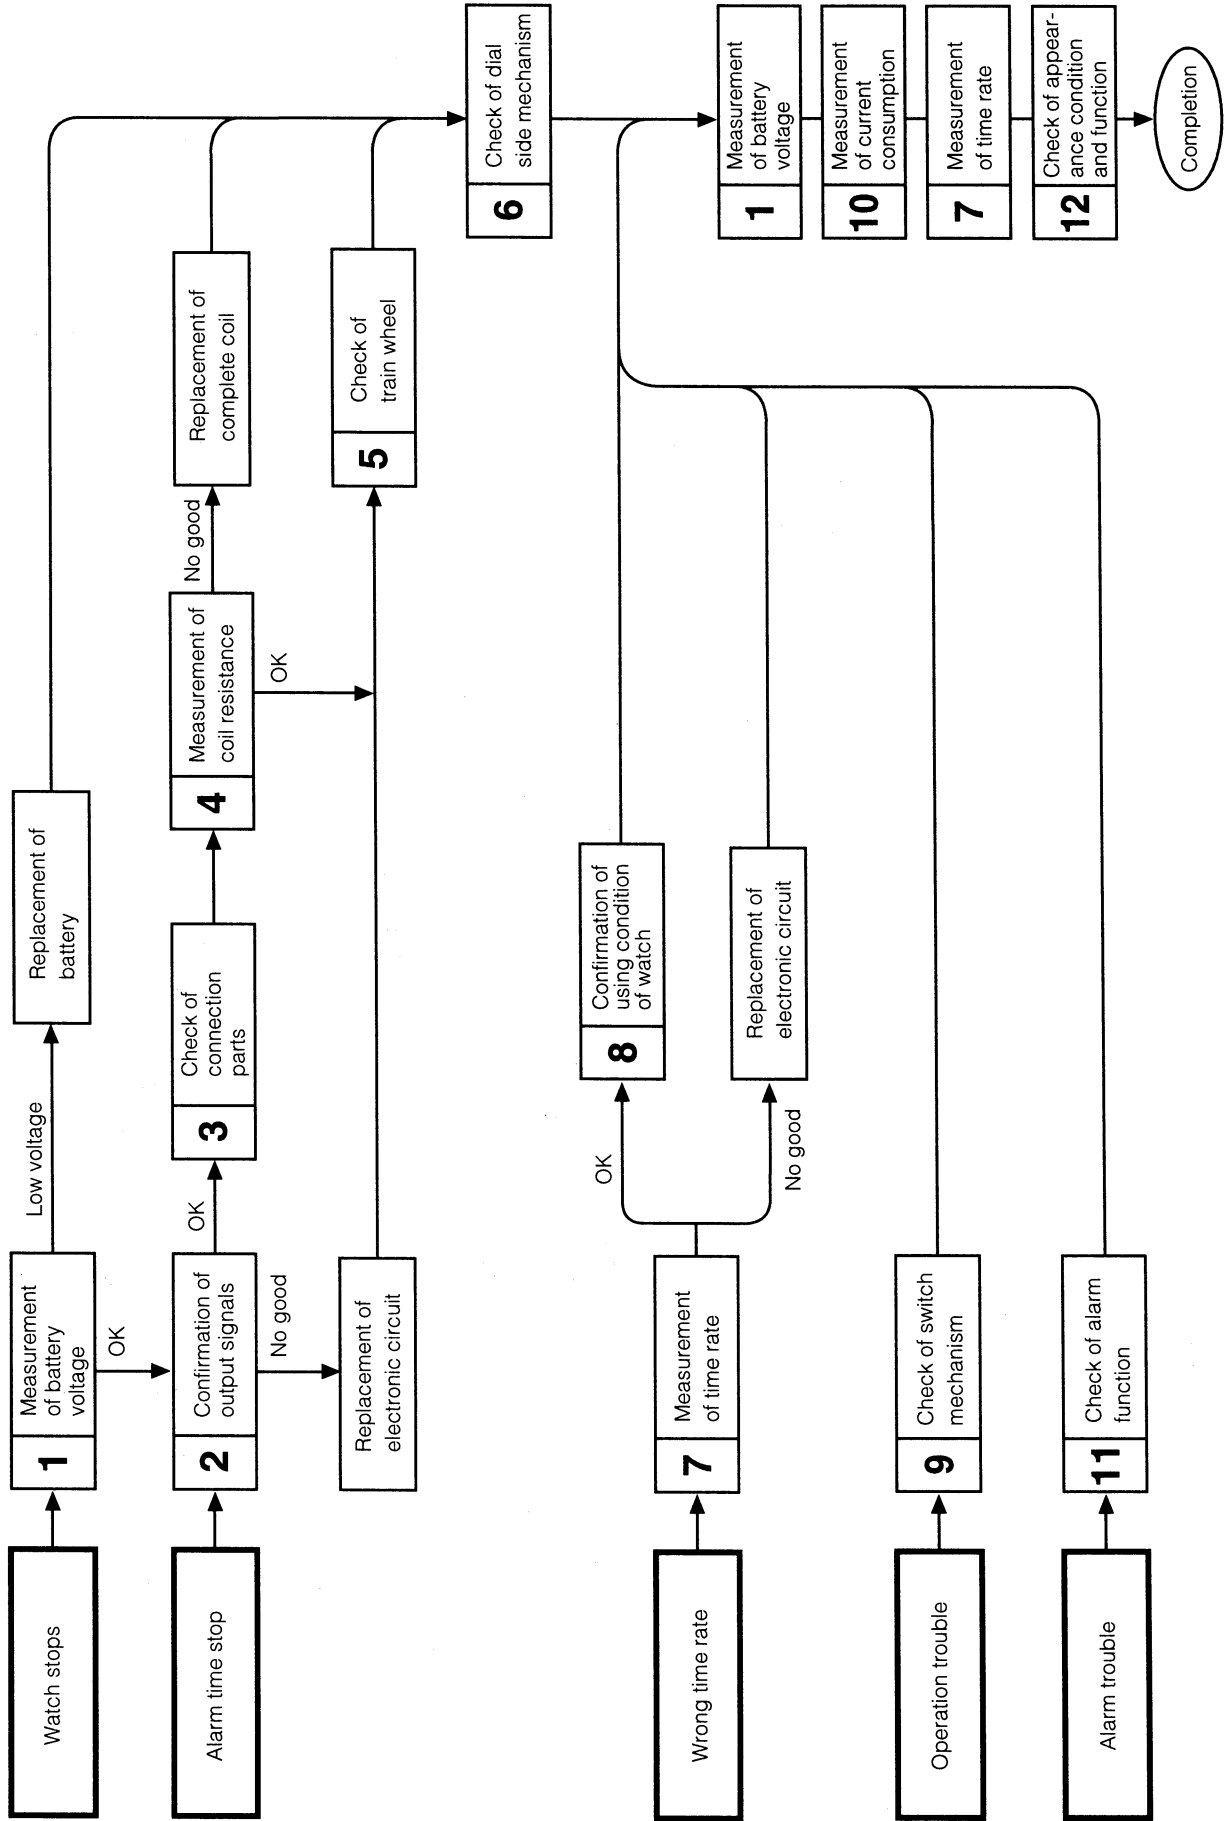 Watch stops
1
Measurement
of battery
voltage
Low voltage
Replacement of
battery
OK
Alarm time stop
2
Confirmation of
output signals
OK
3
Check of
connection
parts
4
Measurement of
coil resistance
No good
Replacement of
complete coil
No good
OK
Replacement of
electronic circuit
5
Check of
train wheel
6
Check of dial
side mechanism
Wrong time rate
7
Measurement
of time rate
OK
8
Confirmation of
using condition
of watch
No good
Replacement of
electronic circuit
Operation trouble
9
Check of switch
mechanism
Alarm trouble
11
Check of alarm
function
1
Measurement
of battery
voltage
10
Measurement
of current
consumption
7
Measurement
of time rate
12
Check of appear-
ance condition
and function
Completion